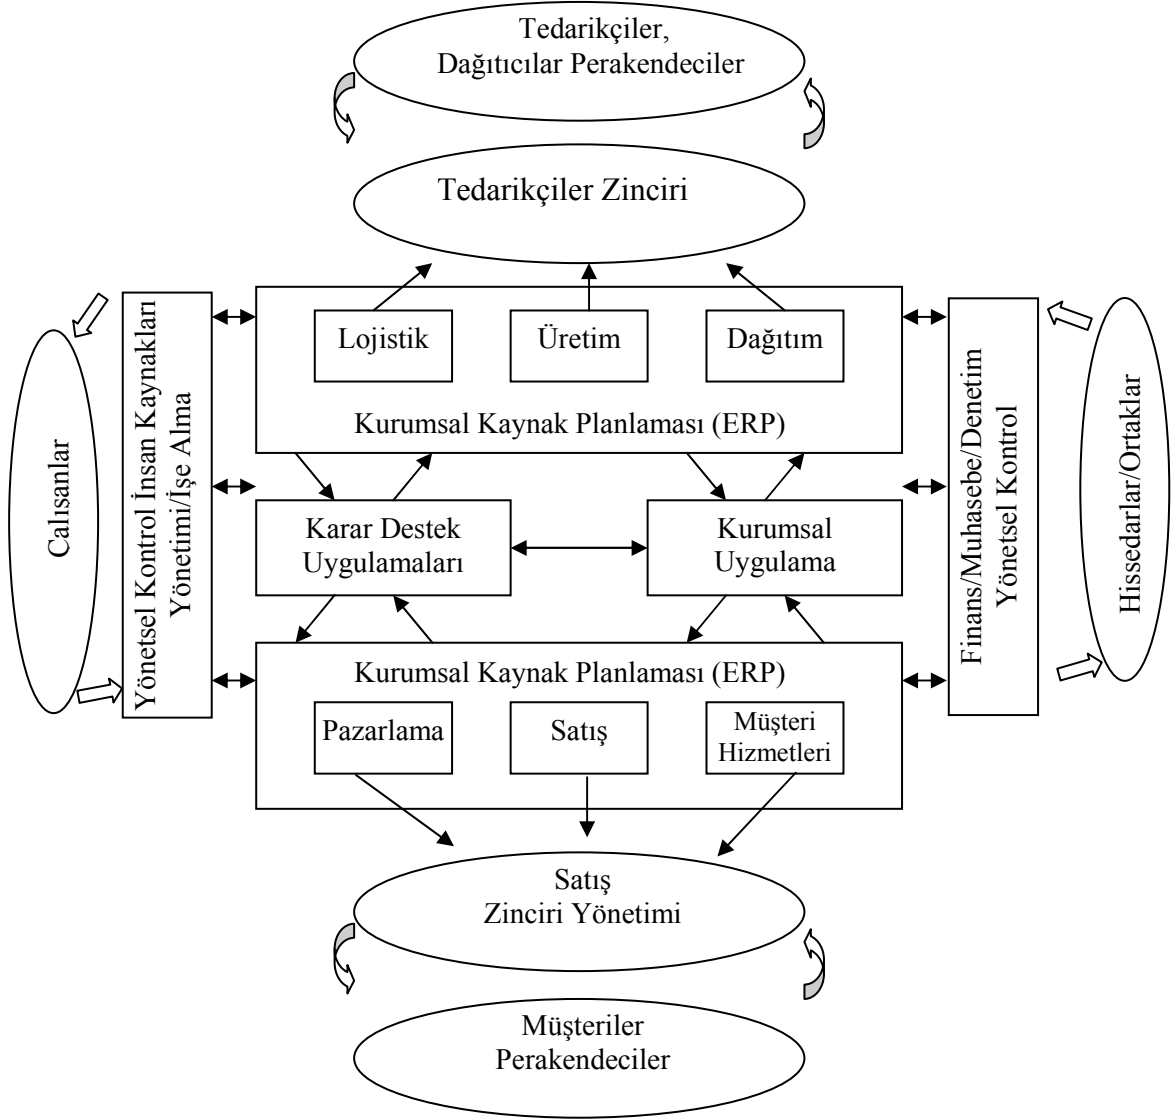 Tedarikçiler,
Dağıtıcılar Perakendeciler
Tedarikçiler Zinciri
Lojistik
Üretim
Dağıtım
Kurumsal Kaynak Planlaması (ERP)
Çalısanlar
Yönetsel Kontrol İnsan Kaynakları
Yönetimi/İşe Alma
Karar Destek
Uygulamaları
Kurumsal
Uygulama
Finans/Muhasebe/Denetim
Yönetsel Kontrol
Hissedarlar/Ortaklar
Kurumsal Kaynak Planlaması (ERP)
Pazarlama
Satış
Müşteri
Hizmetleri
Satış
Zinciri Yönetimi
Müşteriler
Perakendeciler